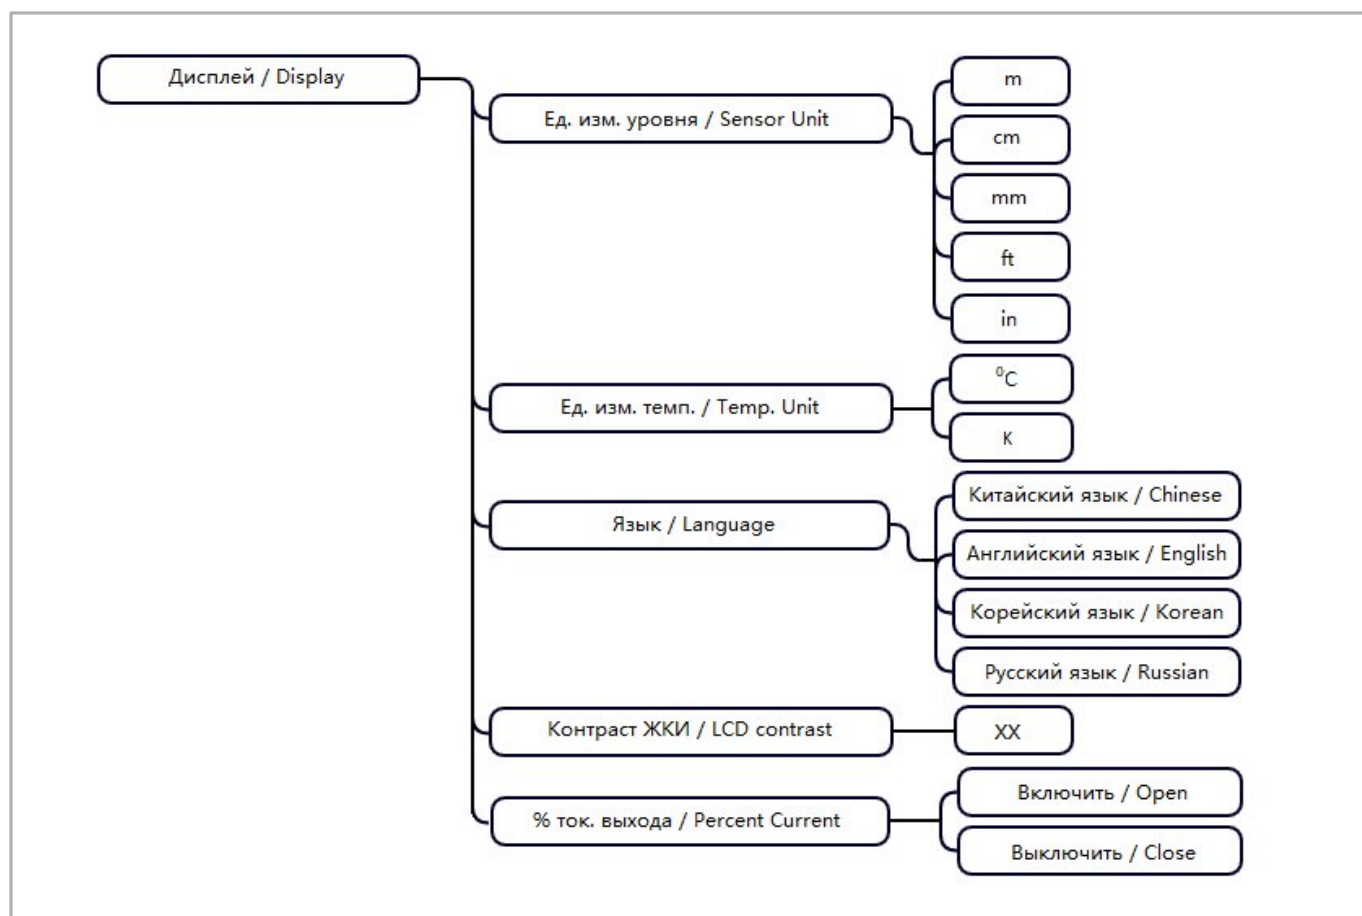 Дисплей / Display
Ед. изм. уровня / Sensor Unit
m
cm
mm
ft
in
Ед. изм. темп. / Temp. Unit
⁰C
K
Язык / Language
Китайский язык / Chinese
Английский язык / English
Корейский язык / Korean
Русский язык / Russian
Контраст ЖКИ / LCD contrast
XX
% ток. выхода / Percent Current
Включить / Open
Выключить / Close